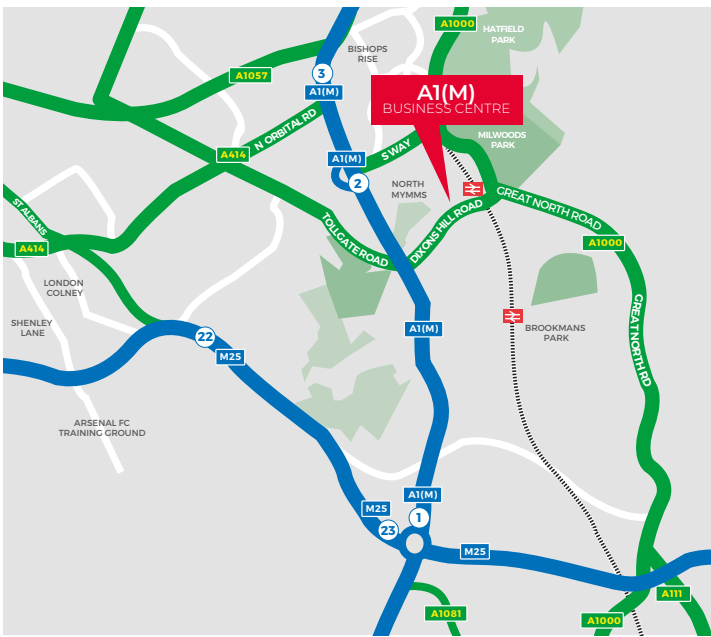 A1000
HATFIELD
PARK
BISHOPS
RISE
3
A1057
A1(M)
A1(M)
BUSINESS CENTRE
N ORBITAL RD
MILWOODS
PARK
S WAY
A414
A1(M)
2
NORTH
MYMMS
GREAT NORTH ROAD
ST ALBANS
TOLLGATE ROAD
DIXONS HILL ROAD
A1000
A414
LONDON
COLNEY
GREAT NORTH RD
SHENLEY
LANE
22
A1(M)
BROOKMANS
PARK
M25
ARSENAL FC
TRAINING GROUND
A1(M)
M25
1
23
M25
A111
A1081
A1000